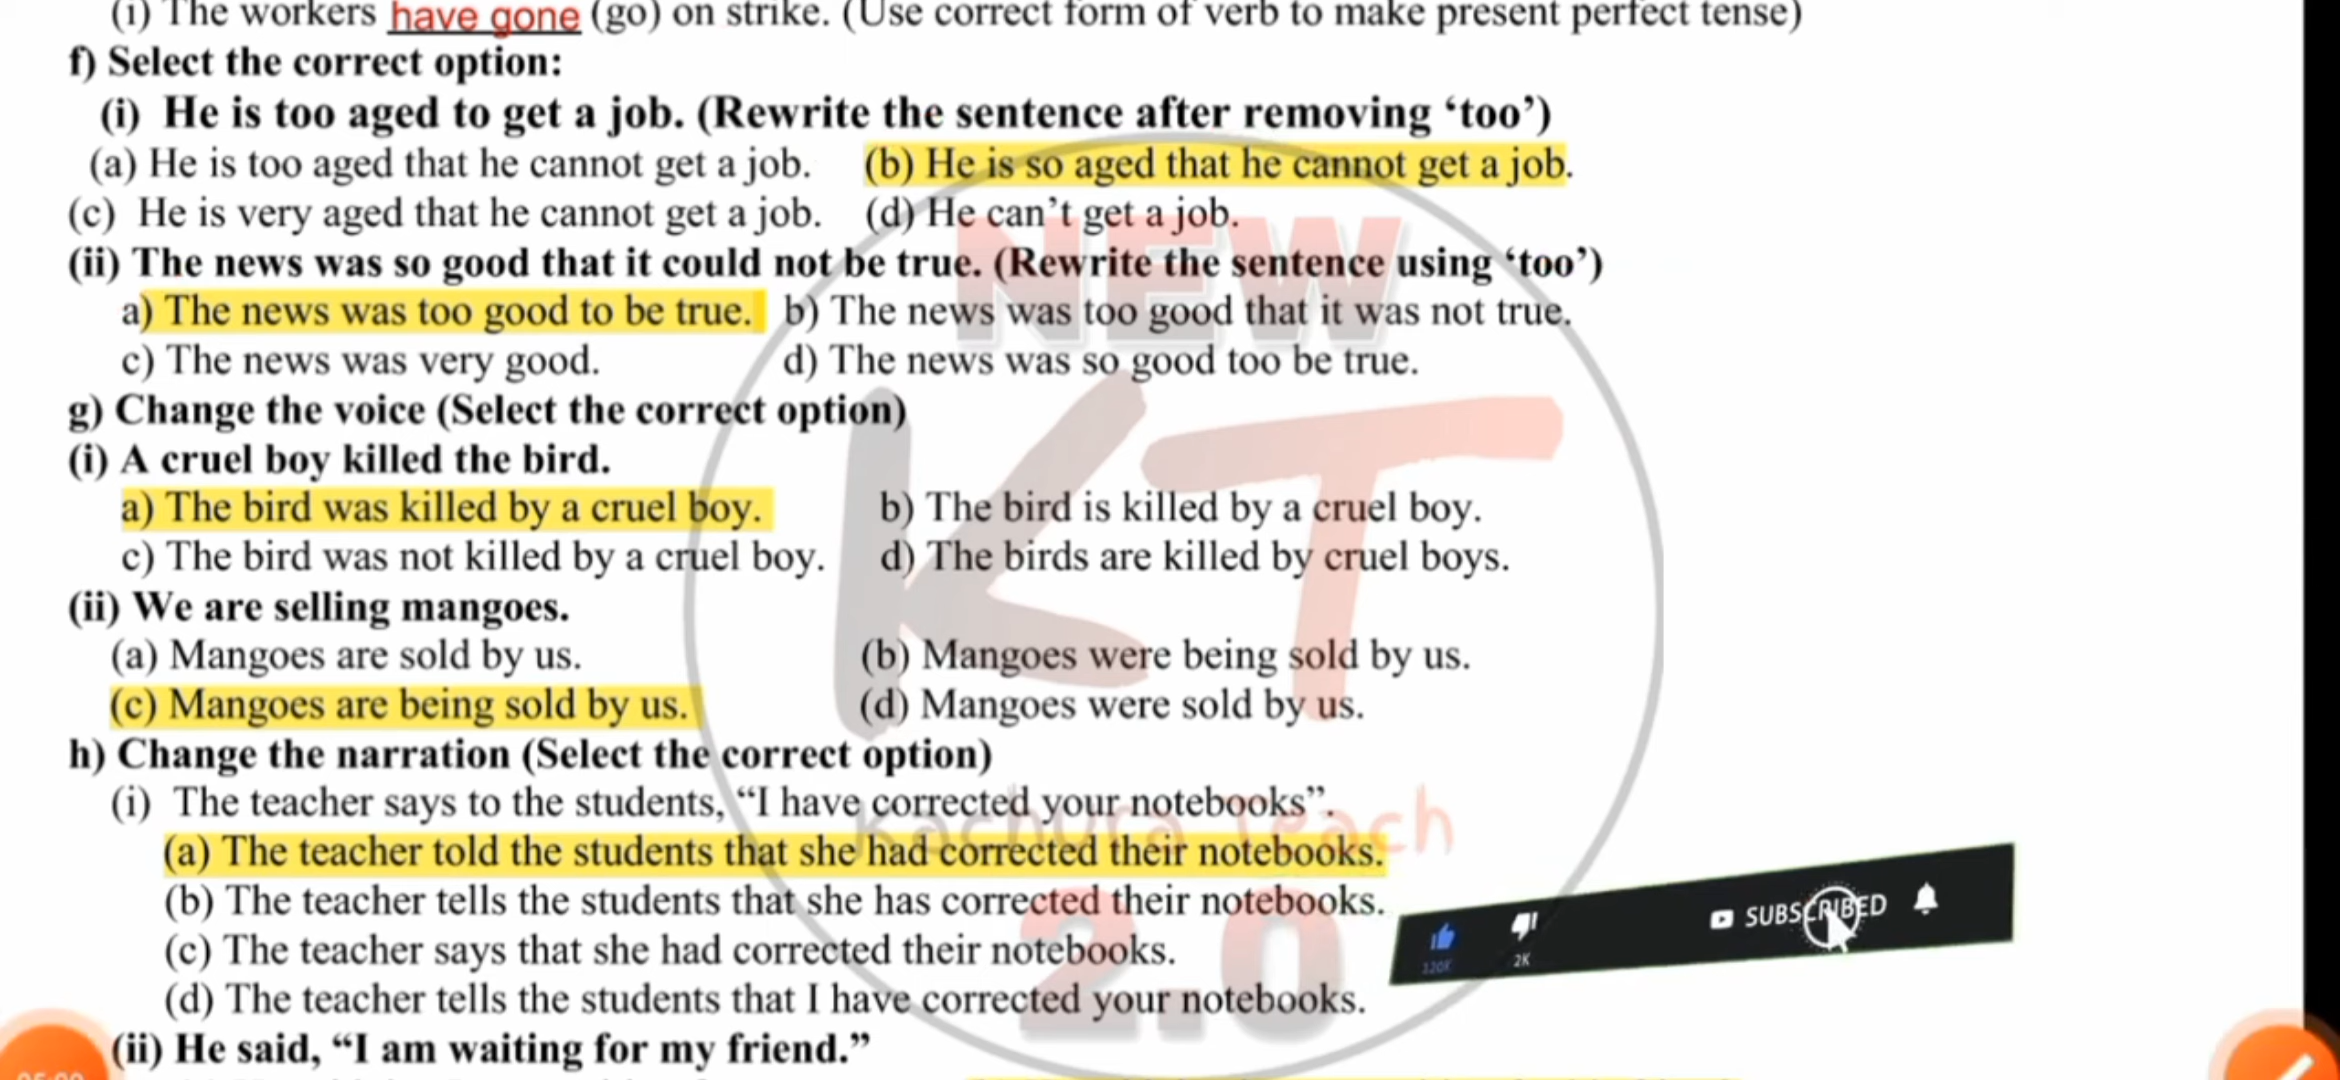 (i) The workers have gone (go) on strike. (Use correct form of verb to make present perfect tense)
f) Select the correct option:
(i) He is too aged to get a job. (Rewrite the sentence after removing ‘too’)
(a) He is too aged that he cannot get a job. (b) He is so aged that he cannot get a job.
(c) He is very aged that he cannot get a job. (d) He can’t get a job.
(ii) The news was so good that it could not be true. (Rewrite the sentence using ‘too’)
a) The news was too good to be true. b) The news was too good that it was not true.
c) The news was very good. d) The news was so good too be true.
g) Change the voice (Select the correct option)
(i) A cruel boy killed the bird.
a) The bird was killed by a cruel boy. b) The bird is killed by a cruel boy.
c) The bird was not killed by a cruel boy. d) The birds are killed by cruel boys.
(ii) We are selling mangoes.
(a) Mangoes are sold by us. (b) Mangoes were being sold by us.
(c) Mangoes are being sold by us. (d) Mangoes were sold by us.
h) Change the narration (Select the correct option)
(i) The teacher says to the students, “I have corrected your notebooks”.
(a) The teacher told the students that she had corrected their notebooks.
(b) The teacher tells the students that she has corrected their notebooks.
(c) The teacher says that she had corrected their notebooks.
(d) The teacher tells the students that I have corrected your notebooks.
(ii) He said, “I am waiting for my friend.”
NEW
KT
Kachura Teach
2.0
120K
2K
SUBSCRIBED